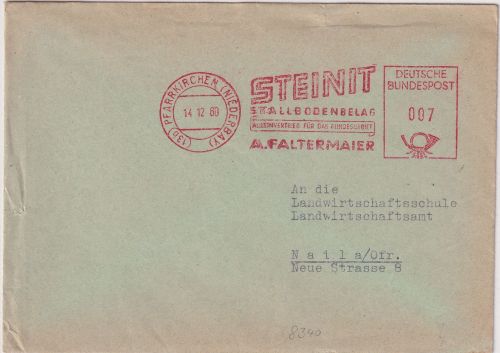 (13b) PFARRKIRCHEN (NIEDERBAY)
14.12.60
STEINIT
STALLBODENBELAG
ALLEINVERTRIEB FÜR DAS BUNDESGEBIET
A. FALTERMAIER
DEUTSCHE
BUNDESPOST
007
An die
Landwirtschaftsschule
Landwirtschaftsamt
Naila/Ofr.
Neue Strasse 8
8340